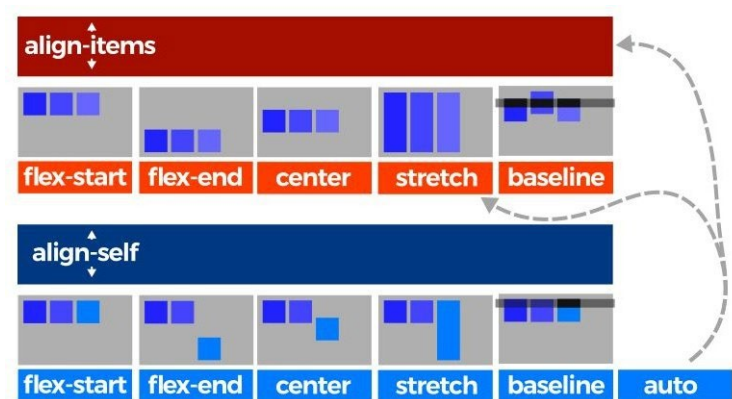 align-items
flex-start flex-end center stretch baseline
align-self
flex-start flex-end center stretch baseline auto